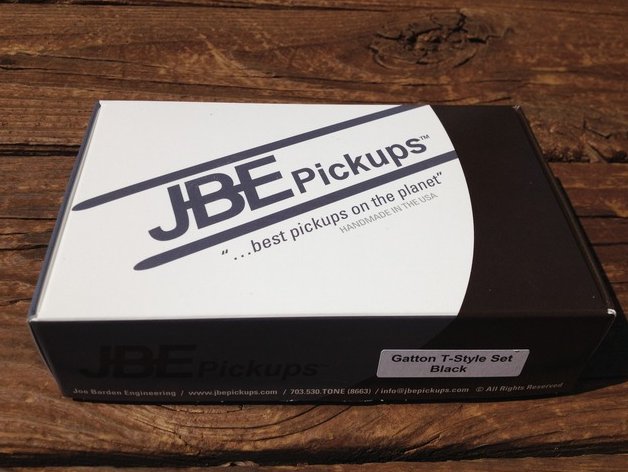 JBE Pickups™
“...best pickups on the planet”
HANDMADE IN THE USA
JBE Pickups™
Gatton T-Style Set
Black
Joe Barden Engineering / www.jbepickups.com / 703.530.TONE (8663) / info@jbepickups.com © All Rights Reserved